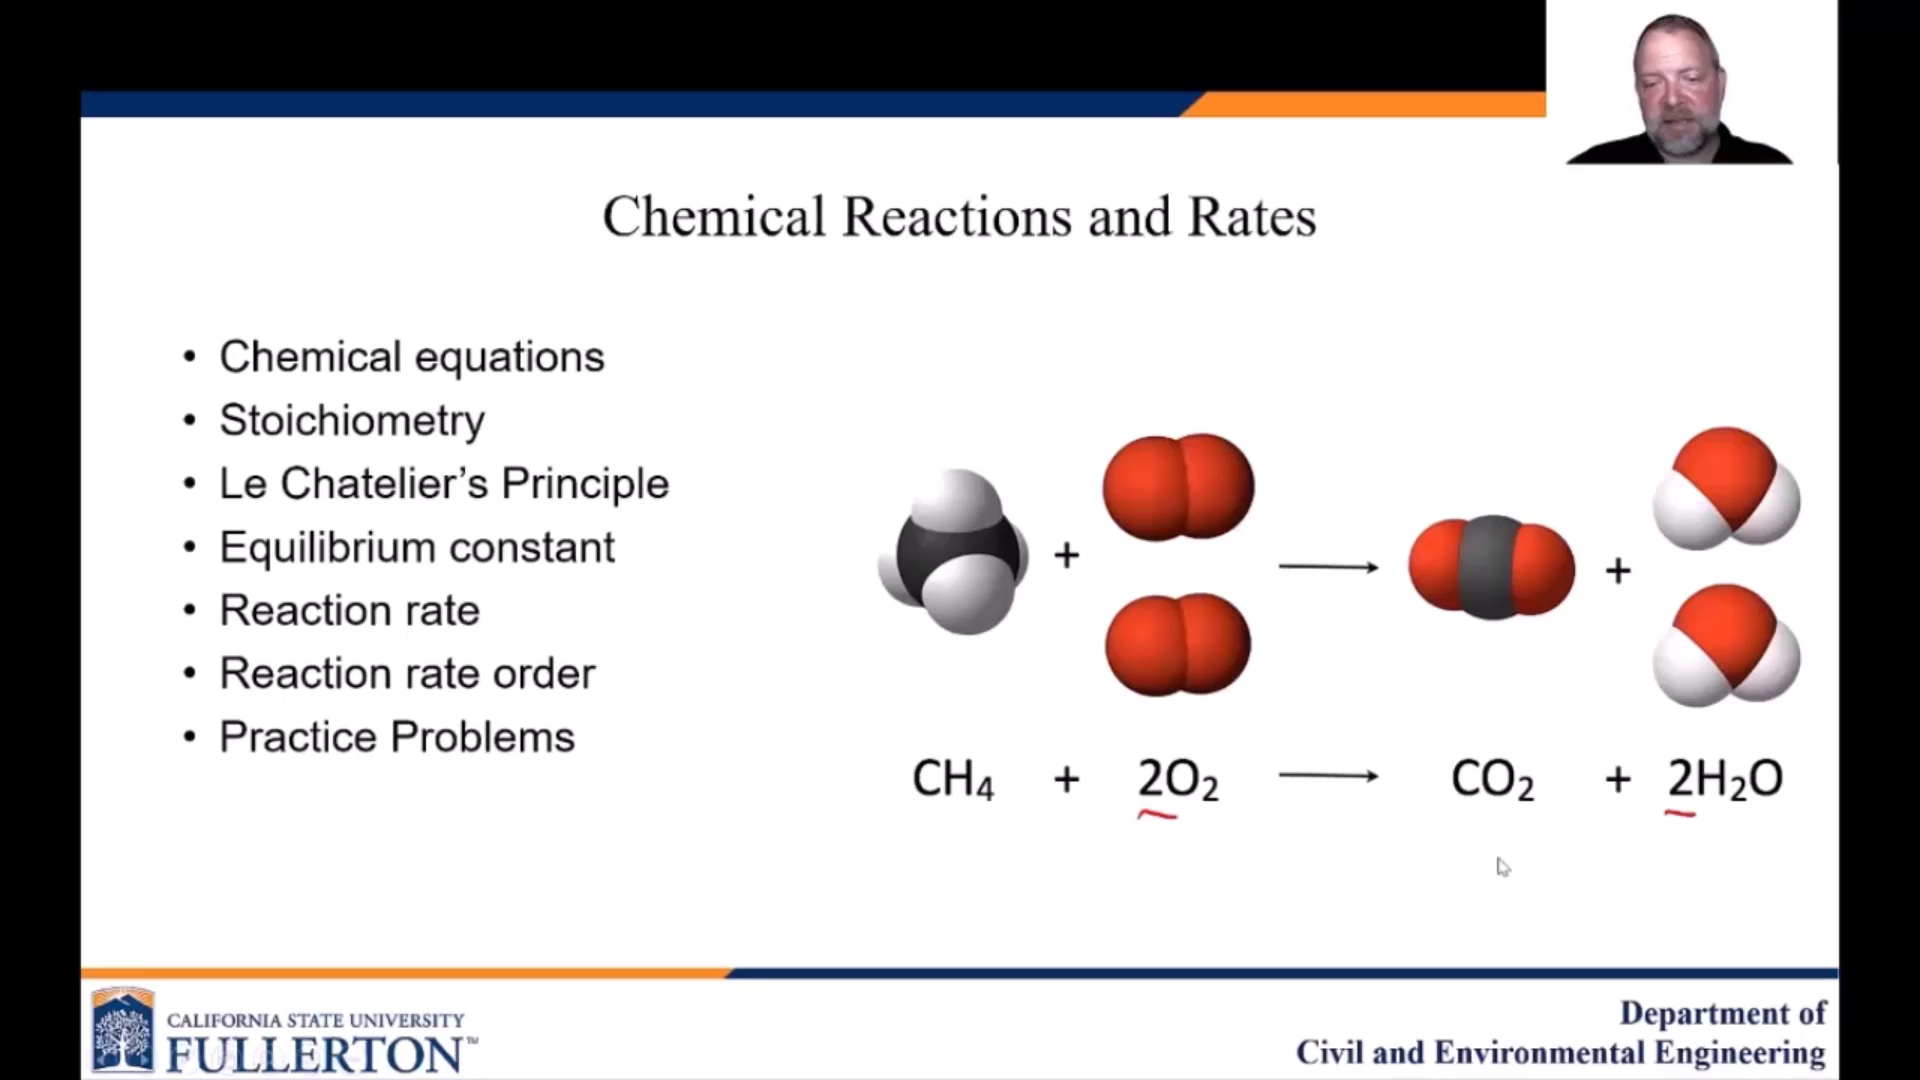 Chemical Reactions and Rates
• Chemical equations
• Stoichiometry
• Le Chatelier’s Principle
• Equilibrium constant
• Reaction rate
• Reaction rate order
• Practice Problems
+ → +
CH₄ + 2O₂ → CO₂ + 2H₂O
CALIFORNIA STATE UNIVERSITY
FULLERTON™
Department of
Civil and Environmental Engineering